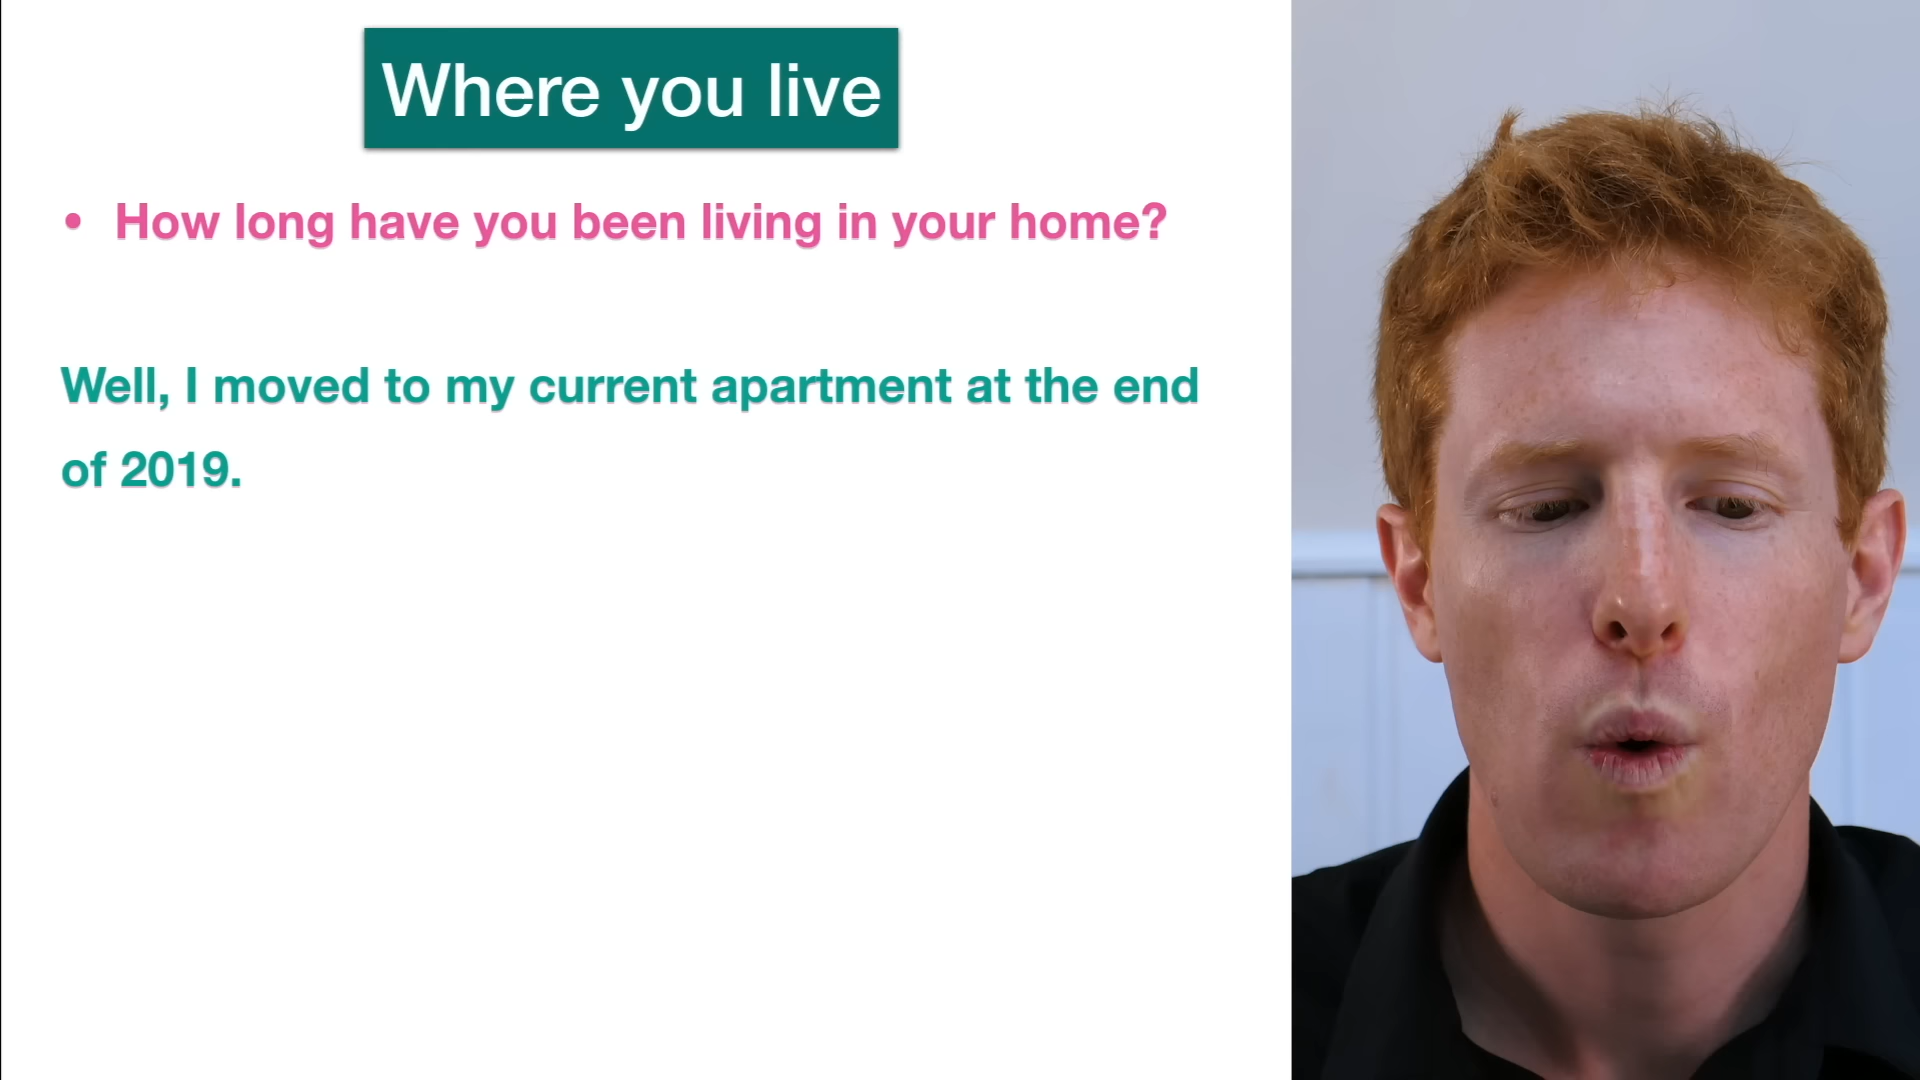 Where you live
• How long have you been living in your home?
Well, I moved to my current apartment at the end
of 2019.